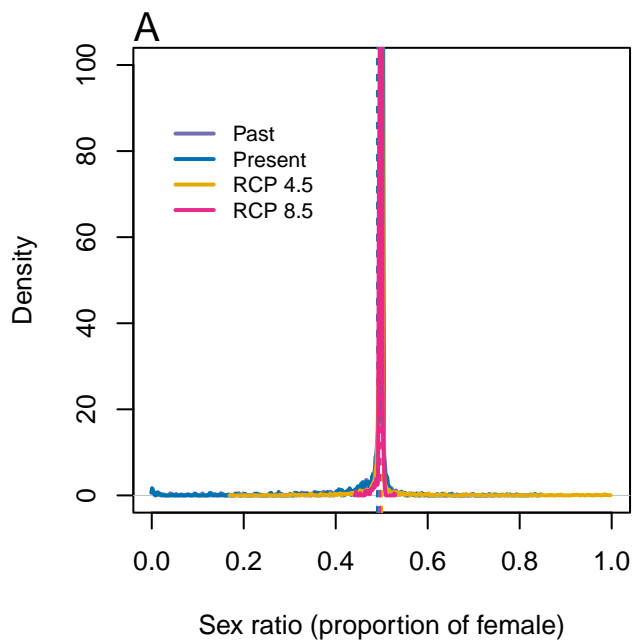 A
100
80
60
40
20
0
Density
Past
Present
RCP 4.5
RCP 8.5
0.0 0.2 0.4 0.6 0.8 1.0
Sex ratio (proportion of female)